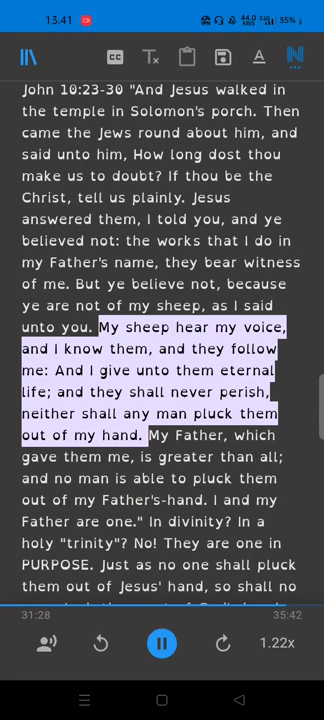 13.41
44.0
KB/S
35%
CC
John 10:23-30 "And Jesus walked in
the temple in Solomon's porch. Then
came the Jews round about him, and
said unto him, How long dost thou
make us to doubt? If thou be the
Christ, tell us plainly. Jesus
answered them, I told you, and ye
believed not: the works that I do in
my Father's name, they bear witness
of me. But ye believe not, because
ye are not of my sheep, as I said
unto you. My sheep hear my voice,
and I know them, and they follow
me: And I give unto them eternal
life; and they shall never perish,
neither shall any man pluck them
out of my hand. My Father, which
gave them me, is greater than all;
and no man is able to pluck them
out of my Father's-hand. I and my
Father are one." In divinity? In a
holy "trinity"? No! They are one in
PURPOSE. Just as no one shall pluck
them out of Jesus' hand, so shall no
31:28
35:42
1.22x